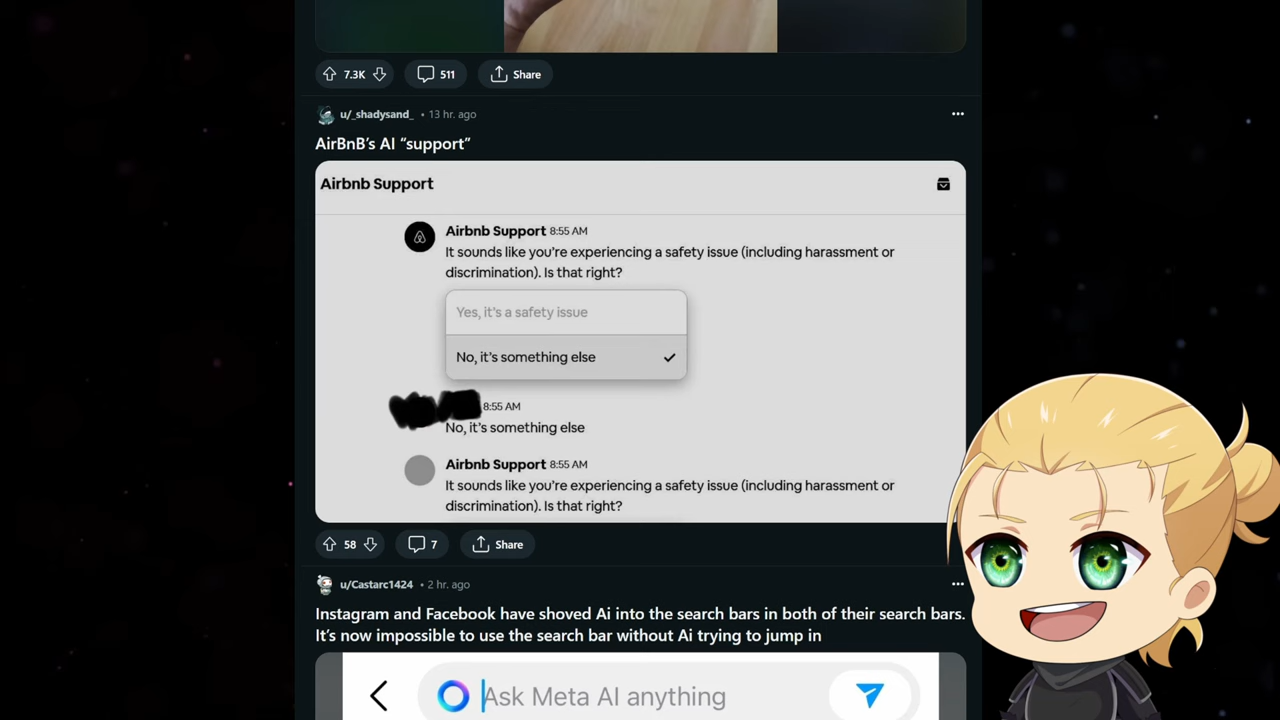 7.3K 511 Share
u/_shadysand_ • 13 hr. ago
AirBnB’s AI “support”
Airbnb Support
Airbnb Support 8:55 AM
It sounds like you’re experiencing a safety issue (including harassment or
discrimination). Is that right?
Yes, it’s a safety issue
No, it’s something else
8:55 AM
No, it’s something else
Airbnb Support 8:55 AM
It sounds like you’re experiencing a safety issue (including harassment or
discrimination). Is that right?
58 7 Share
u/Castarc1424 • 2 hr. ago
Instagram and Facebook have shoved Ai into the search bars in both of their search bars.
It’s now impossible to use the search bar without Ai trying to jump in
Ask Meta AI anything